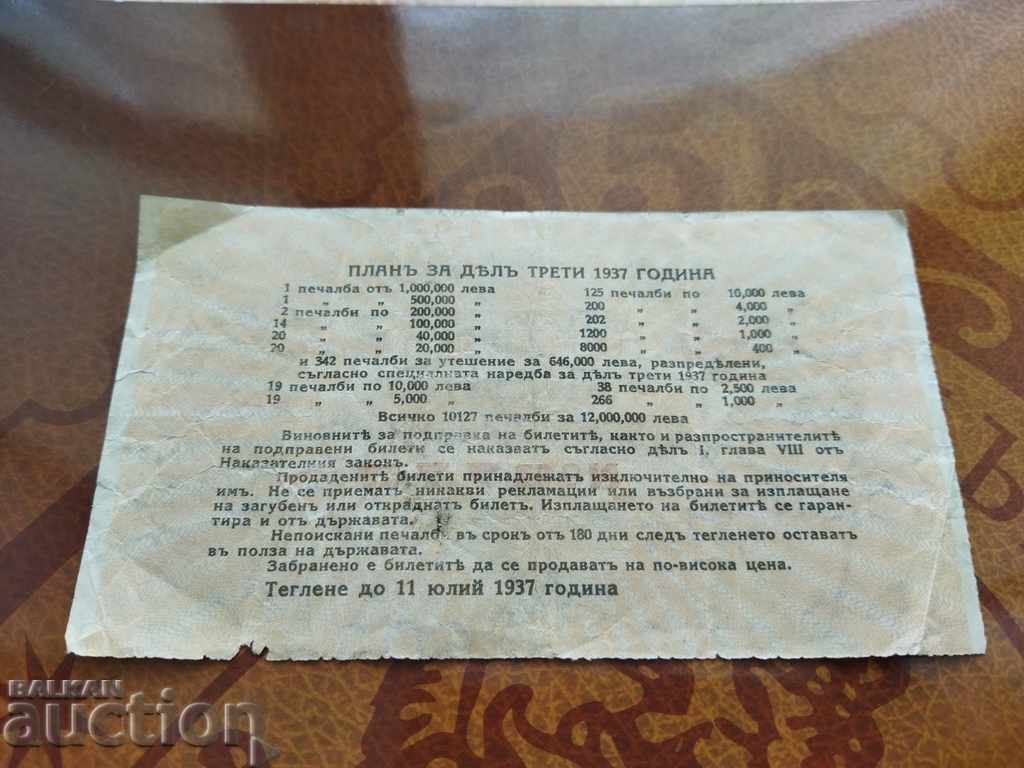 ПЛАНЪ ЗА ДѢЛЪ ТРЕТИ 1937 ГОДИНА
1 печалба отъ 1,000,000 лева 125 печалби по 10,000 лева
1 „ „ 500,000 „ 200 „ „ 4,000 „
2 печалби по 200,000 „ 202 „ „ 2,000 „
14 „ „ 100,000 „ 1200 „ „ 1,000 „
20 „ „ 40,000 „ 8000 „ „ 400 „
20 „ „ 20,000 „
и 342 печалби за утешение за 646,000 лева, разпредѣлени,
съгласно специалната наредба за дѣлъ трети 1937 година
19 печалби по 10,000 лева 38 печалби по 2,500 лева
19 „ „ 5,000 „ 266 „ „ 1,000 „
Всичко 10127 печалби за 12,000,000 лева
Виновнитѣ за подправка на билетитѣ, както и разпространителитѣ
на подправени билети се наказватъ съгласно дѣлъ I, глава VIII отъ
Наказателния законъ.
Продаденитѣ билети принадлежатъ изключително на приносителя
имъ. Не се приематъ никакви рекламации или възбрани за изплащане
на загубенъ или откраднатъ билетъ. Изплащането на билетитѣ се гаран-
тира и отъ държавата.
Непоискани печалби въ срокъ отъ 180 дни следъ тегленето оставатъ
въ полза на държавата.
Забранено е билетитѣ да се продаватъ на по-висока цена.
Теглене до 11 юлий 1937 година
BALKAN
auction